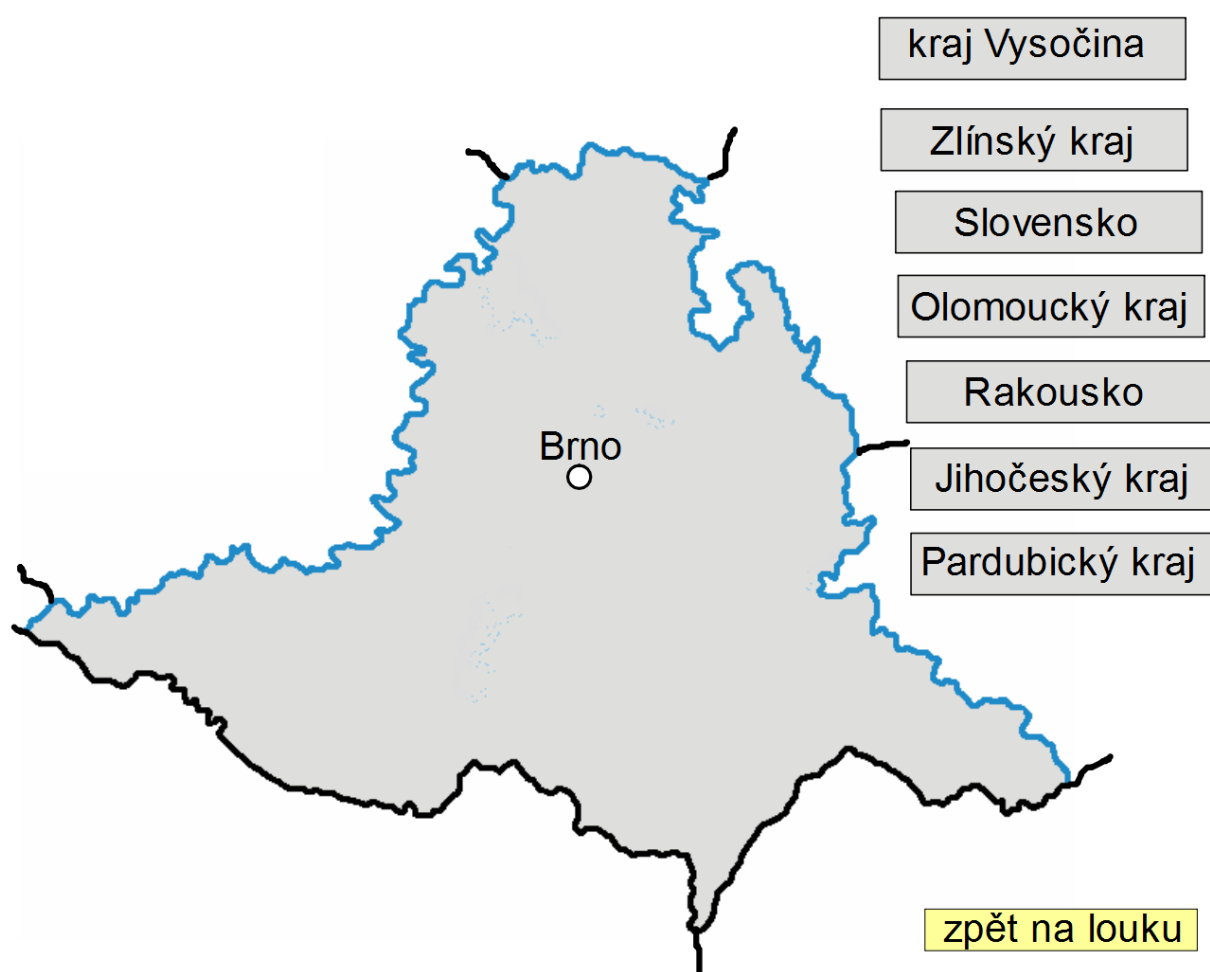 kraj Vysočina
Zlínský kraj
Slovensko
Olomoucký kraj
Rakousko
Brno
Jihočeský kraj
Pardubický kraj
zpět na louku